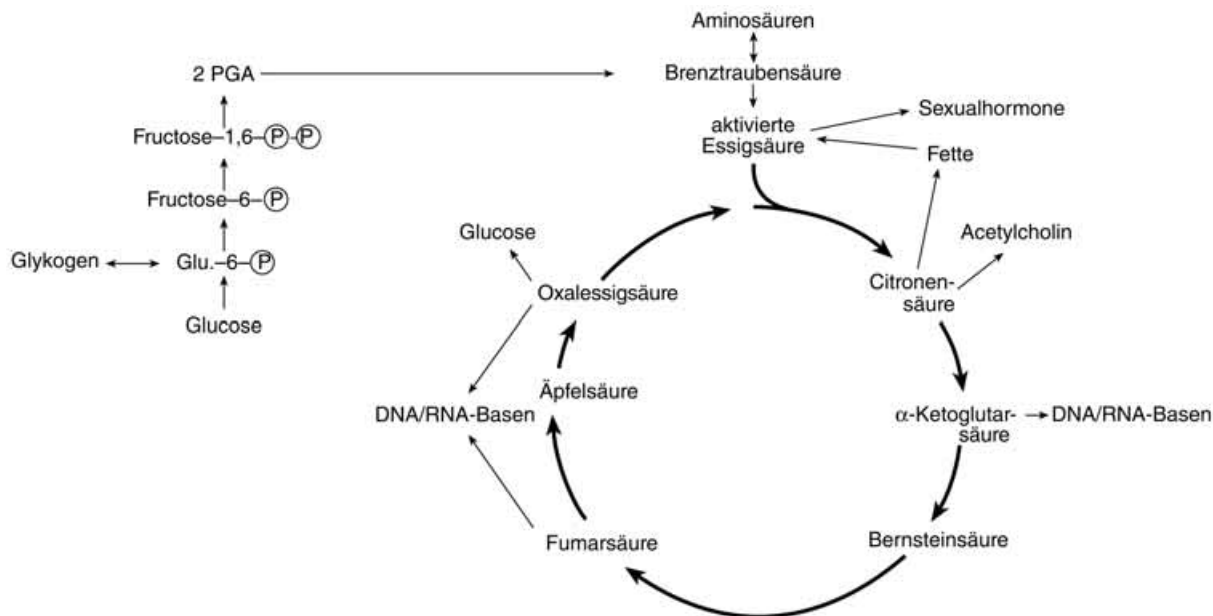 Aminosäuren
2 PGA
Brenztraubensäure
Sexualhormone
Fructose–1,6–P-P
aktivierte
Essigsäure
Fette
Fructose–6–P
Glucose
Acetylcholin
Glykogen
Glu.–6–P
Citronen-
säure
Oxalessigsäure
Glucose
Äpfelsäure
DNA/RNA-Basen
α-Ketoglutar-
säure
DNA/RNA-Basen
Fumarsäure
Bernsteinsäure